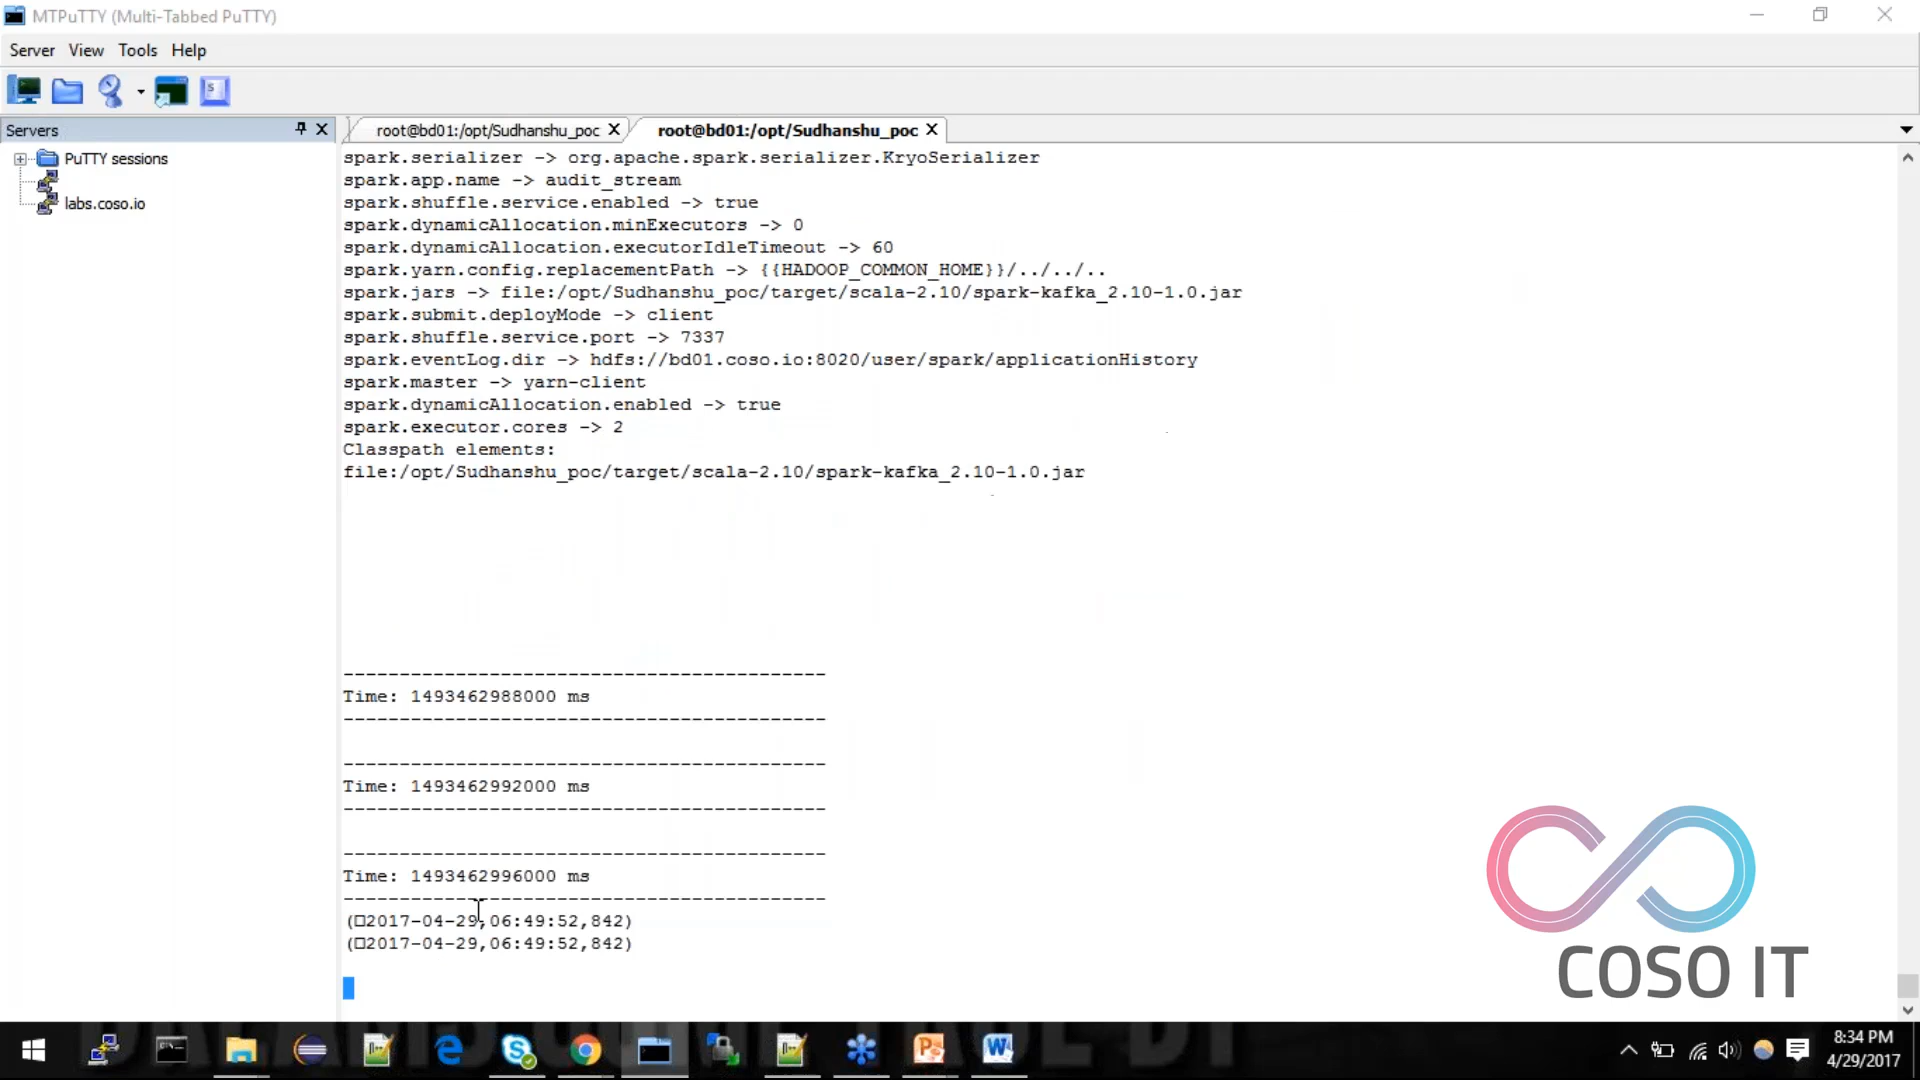 MTPuTTY (Multi-Tabbed PuTTY)
Server View Tools Help
Servers
root@bd01:/opt/Sudhanshu_poc
root@bd01:/opt/Sudhanshu_poc
PuTTY sessions
labs.coso.io
spark.serializer -> org.apache.spark.serializer.KryoSerializer
spark.app.name -> audit_stream
spark.shuffle.service.enabled -> true
spark.dynamicAllocation.minExecutors -> 0
spark.dynamicAllocation.executorIdleTimeout -> 60
spark.yarn.config.replacementPath -> {{HADOOP_COMMON_HOME}}/../../..
spark.jars -> file:/opt/Sudhanshu_poc/target/scala-2.10/spark-kafka_2.10-1.0.jar
spark.submit.deployMode -> client
spark.shuffle.service.port -> 7337
spark.eventLog.dir -> hdfs://bd01.coso.io:8020/user/spark/applicationHistory
spark.master -> yarn-client
spark.dynamicAllocation.enabled -> true
spark.executor.cores -> 2
Classpath elements:
file:/opt/Sudhanshu_poc/target/scala-2.10/spark-kafka_2.10-1.0.jar
-------------------------------------------
Time: 1493462988000 ms
-------------------------------------------
-------------------------------------------
Time: 1493462992000 ms
-------------------------------------------
-------------------------------------------
Time: 1493462996000 ms
-------------------------------------------
(□2017-04-29,06:49:52,842)
(□2017-04-29,06:49:52,842)
COSO IT
8:34 PM
4/29/2017